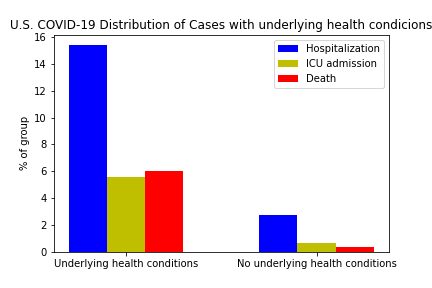 U.S. COVID-19 Distribution of Cases with underlying health condicions
16
14
12
10
8
6
4
2
0
% of group
Hospitalization
ICU admission
Death
Underlying health conditions
No underlying health conditions